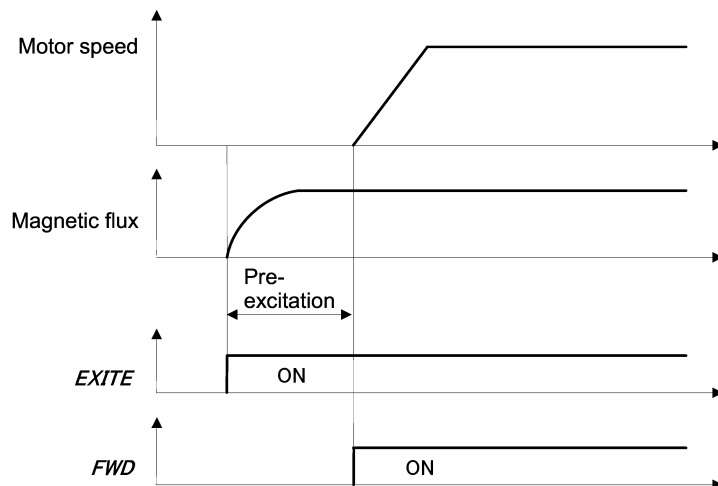 Motor speed
Magnetic flux
Pre-
excitation
EXITE
ON
FWD
ON